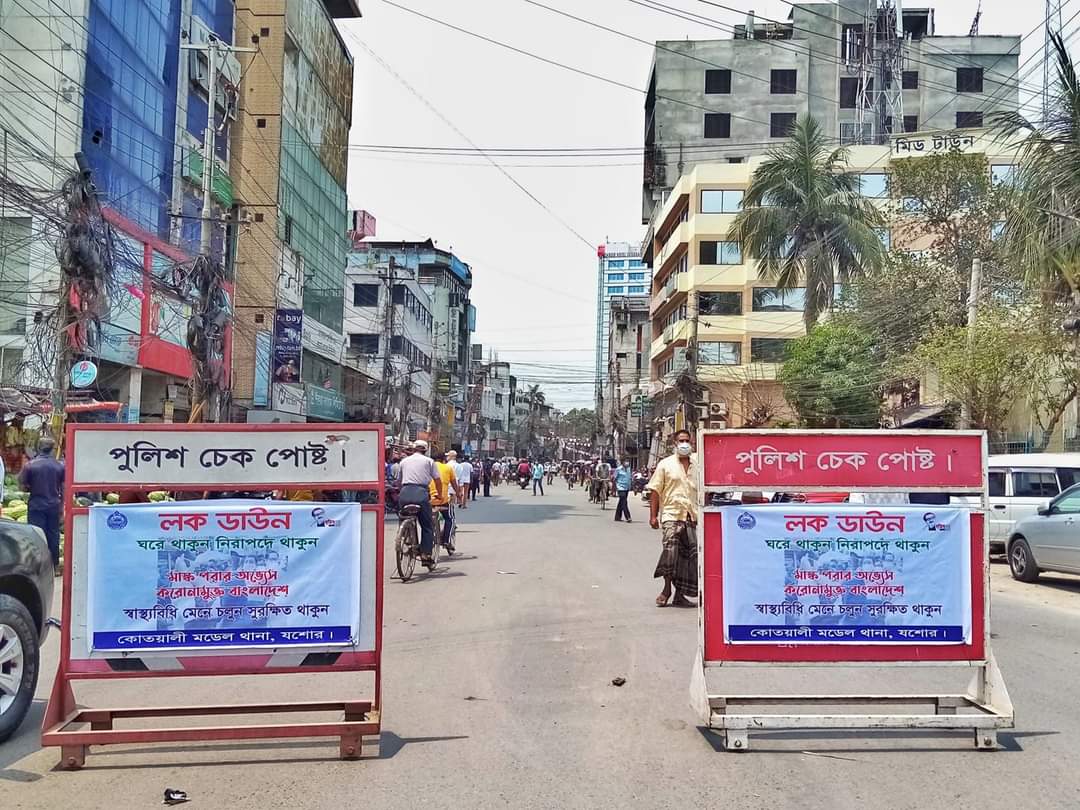 মিড টাউন
robay
পুলিশ চেক পোষ্ট।
লক ডাউন
ঘরে থাকুন নিরাপদে থাকুন
মাস্ক পরার অভ্যেস
করোনামুক্ত বাংলাদেশ
স্বাস্থ্যবিধি মেনে চলুন সুরক্ষিত থাকুন
কোতয়ালী মডেল থানা, যশোর।
পুলিশ চেক পোষ্ট।
লক ডাউন
ঘরে থাকুন নিরাপদে থাকুন
মাস্ক পরার অভ্যেস
করোনামুক্ত বাংলাদেশ
স্বাস্থ্যবিধি মেনে চলুন সুরক্ষিত থাকুন
কোতয়ালী মডেল থানা, যশোর।